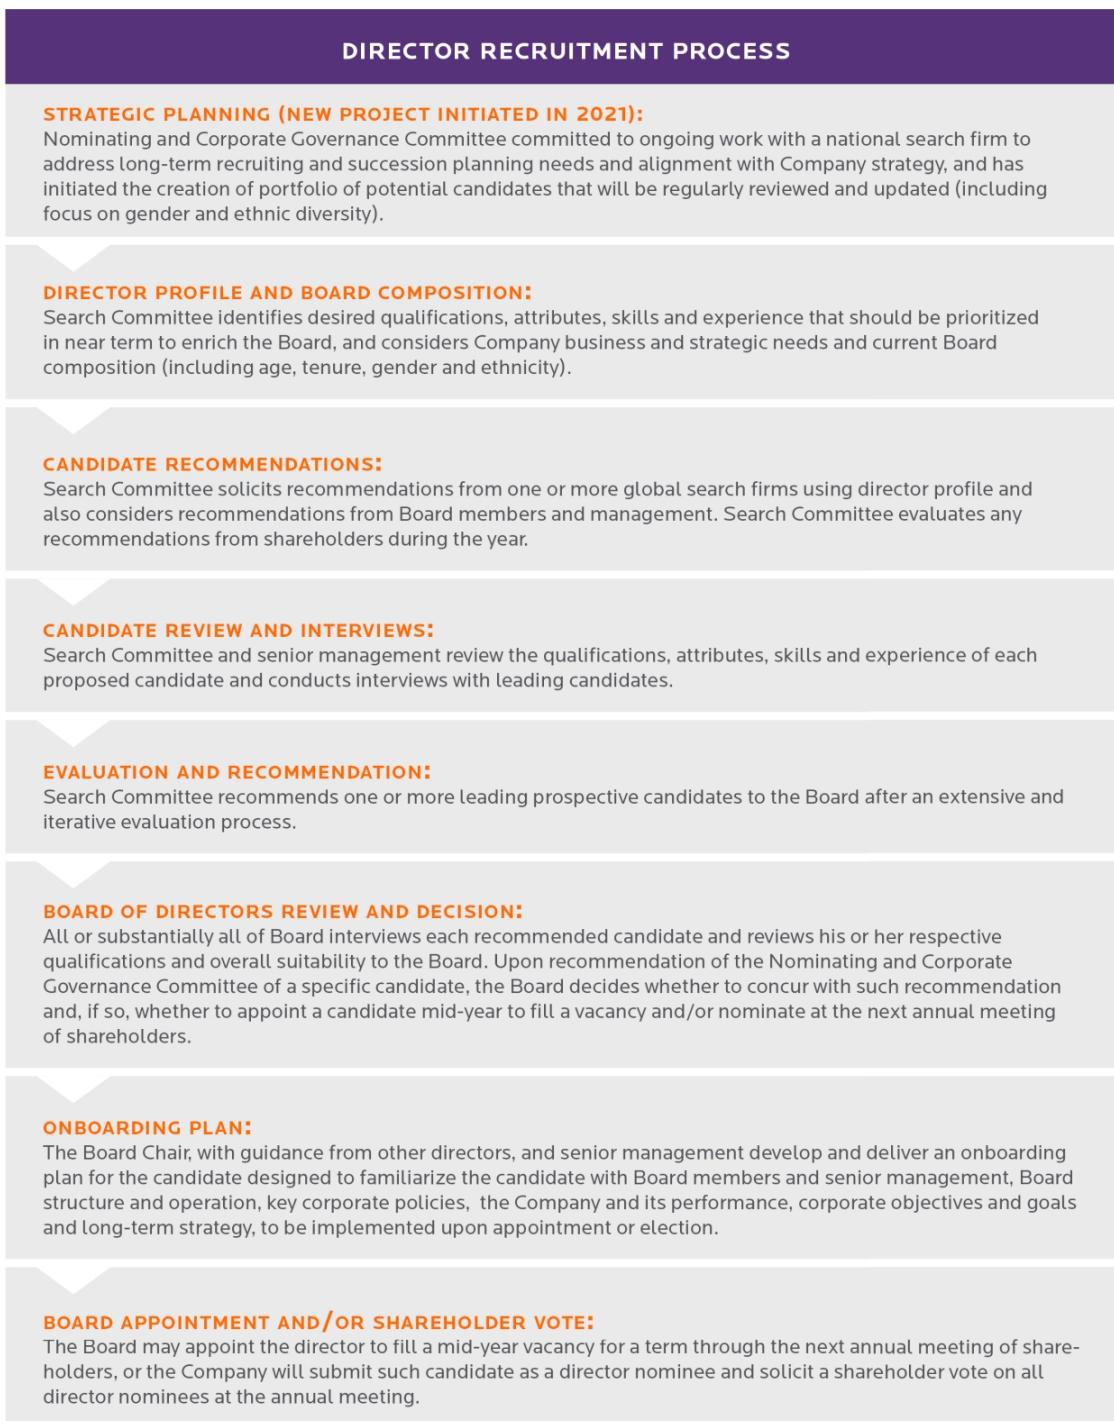 DIRECTOR RECRUITMENT PROCESS
STRATEGIC PLANNING (NEW PROJECT INITIATED IN 2021):
Nominating and Corporate Governance Committee committed to ongoing work with a national search firm to
address long-term recruiting and succession planning needs and alignment with Company strategy, and has
initiated the creation of portfolio of potential candidates that will be regularly reviewed and updated (including
focus on gender and ethnic diversity).
DIRECTOR PROFILE AND BOARD COMPOSITION:
Search Committee identifies desired qualifications, attributes, skills and experience that should be prioritized
in near term to enrich the Board, and considers Company business and strategic needs and current Board
composition (including age, tenure, gender and ethnicity).
CANDIDATE RECOMMENDATIONS:
Search Committee solicits recommendations from one or more global search firms using director profile and
also considers recommendations from Board members and management. Search Committee evaluates any
recommendations from shareholders during the year.
CANDIDATE REVIEW AND INTERVIEWS:
Search Committee and senior management review the qualifications, attributes, skills and experience of each
proposed candidate and conducts interviews with leading candidates.
EVALUATION AND RECOMMENDATION:
Search Committee recommends one or more leading prospective candidates to the Board after an extensive and
iterative evaluation process.
BOARD OF DIRECTORS REVIEW AND DECISION:
All or substantially all of Board interviews each recommended candidate and reviews his or her respective
qualifications and overall suitability to the Board. Upon recommendation of the Nominating and Corporate
Governance Committee of a specific candidate, the Board decides whether to concur with such recommendation
and, if so, whether to appoint a candidate mid-year to fill a vacancy and/or nominate at the next annual meeting
of shareholders.
ONBOARDING PLAN:
The Board Chair, with guidance from other directors, and senior management develop and deliver an onboarding
plan for the candidate designed to familiarize the candidate with Board members and senior management, Board
structure and operation, key corporate policies, the Company and its performance, corporate objectives and goals
and long-term strategy, to be implemented upon appointment or election.
BOARD APPOINTMENT AND/OR SHAREHOLDER VOTE:
The Board may appoint the director to fill a mid-year vacancy for a term through the next annual meeting of share-
holders, or the Company will submit such candidate as a director nominee and solicit a shareholder vote on all
director nominees at the annual meeting.